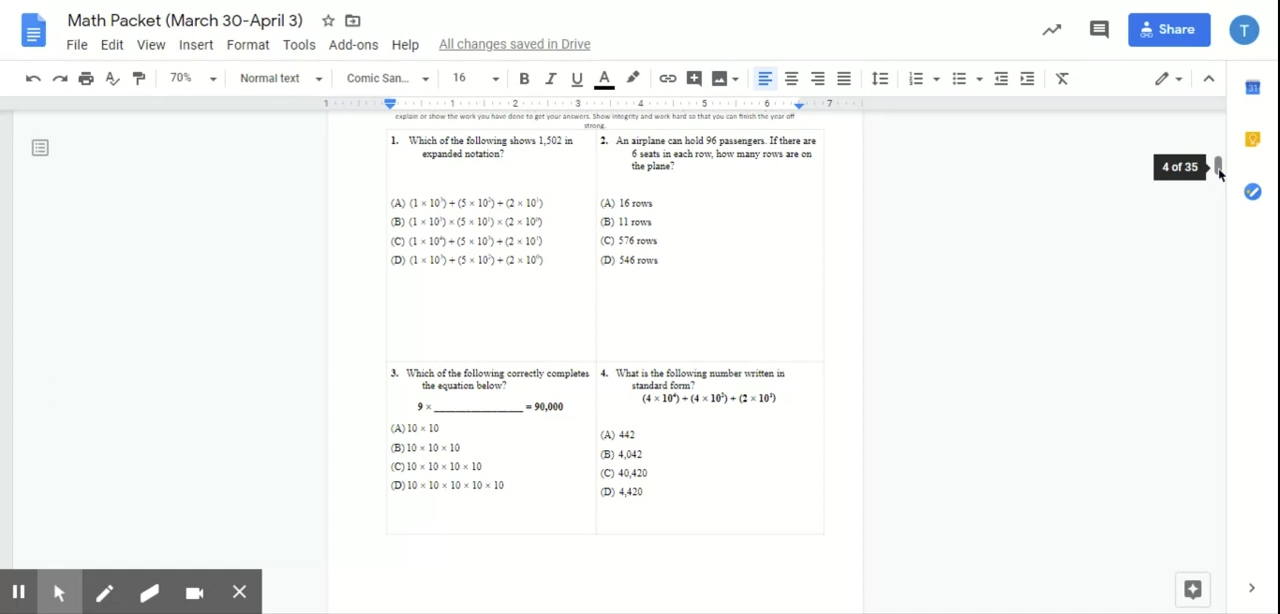 Math Packet (March 30-April 3)
File Edit View Insert Format Tools Add-ons Help All changes saved in Drive
Share
T
70% Normal text Comic San... 16 B I U A
1 1 2 3 4 5 6 7
31
4 of 35
explain or show the work you have done to get your answers. Show integrity and work hard so that you can finish the year off
strong.
1. Which of the following shows 1,502 in
expanded notation?
(A) (1 × 10³) + (5 × 10²) + (2 × 10¹)
(C) (1 × 10⁴) + (5 × 10³) + (2 × 10¹)
(D) (1 × 10³) + (5 × 10²) + (2 × 10⁰)
2. An airplane can hold 96 passengers. If there are
6 seats in each row, how many rows are on
the plane?
(A) 16 rows
(B) 11 rows
(C) 576 rows
(D) 546 rows
3. Which of the following correctly completes
the equation below?
9 × ________________ = 90,000
(A) 10 × 10
(B) 10 × 10 × 10
(C) 10 × 10 × 10 × 10
(D) 10 × 10 × 10 × 10 × 10
4. What is the following number written in
standard form?
(4 × 10⁴) + (4 × 10²) + (2 × 10¹)
(A) 442
(B) 4,042
(C) 40,420
(D) 4,420